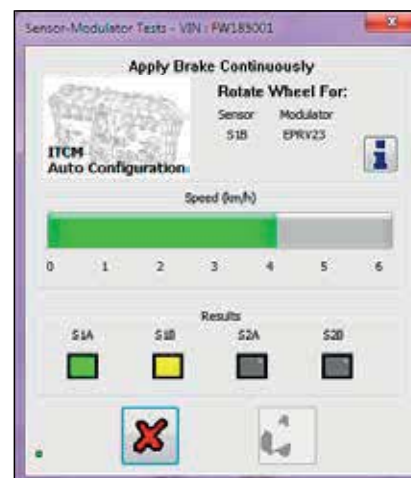 Sensor-Modulator Tests - VIN : FW185001
Apply Brake Continuously
Rotate Wheel For:
Sensor Modulator
S1B EPRV23
ITCM
Auto Configuration
i
Speed (km/h)
0 1 2 3 4 5 6
Results
S1A S1B S2A S2B